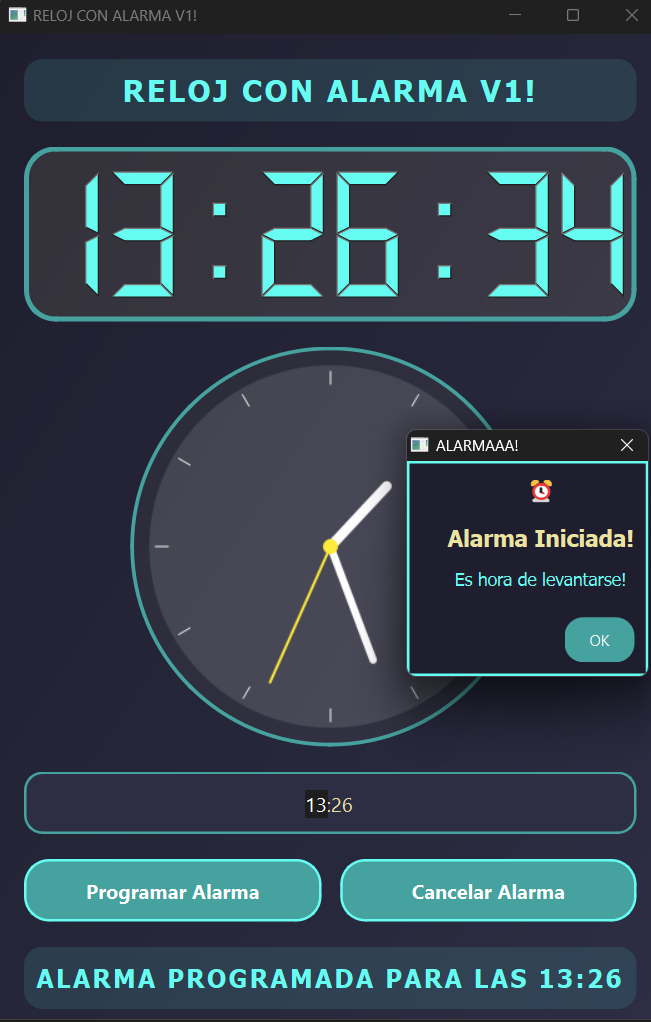 RELOJ CON ALARMA V1!
RELOJ CON ALARMA V1!
13:26:34
ALARMAAA!
Alarma Iniciada!
Es hora de levantarse!
OK
13:26
Programar Alarma
Cancelar Alarma
ALARMA PROGRAMADA PARA LAS 13:26